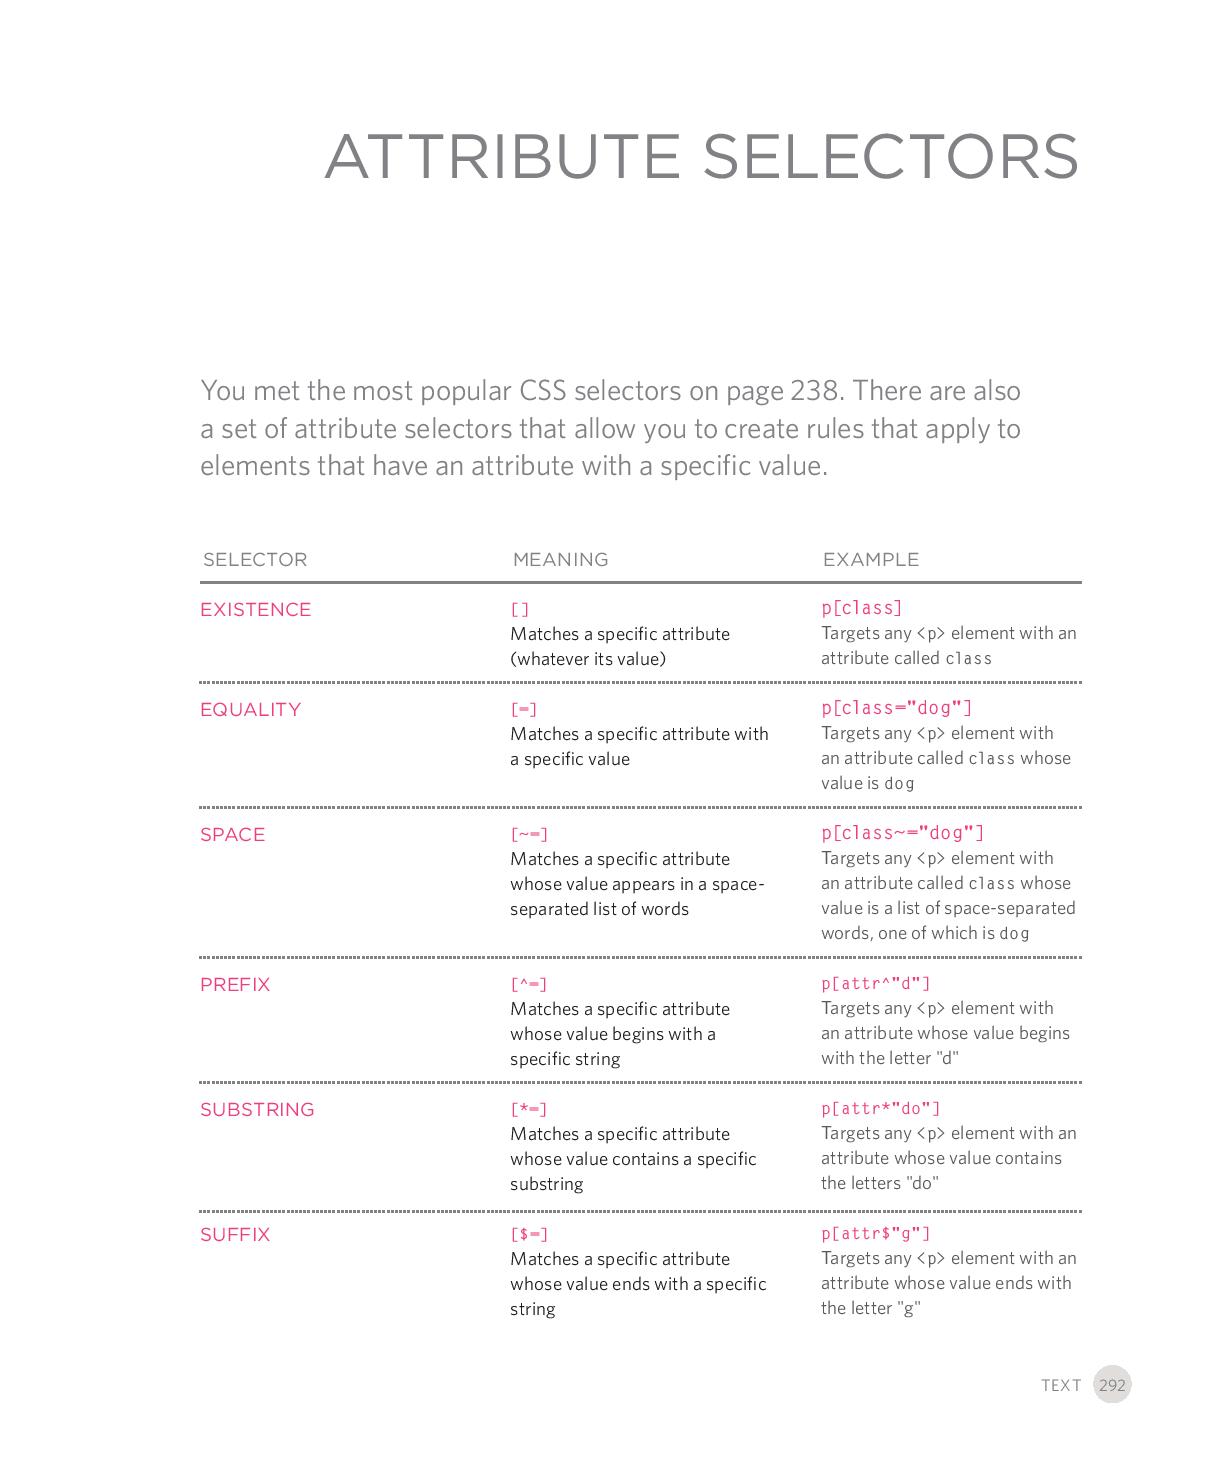 ATTRIBUTE SELECTORS
You met the most popular CSS selectors on page 238. There are also
a set of attribute selectors that allow you to create rules that apply to
elements that have an attribute with a specific value.
SELECTOR MEANING EXAMPLE
EXISTENCE
[]
Matches a specific attribute
(whatever its value)
p[class]
Targets any <p> element with an
attribute called class
EQUALITY
[=]
Matches a specific attribute with
a specific value
p[class="dog"]
Targets any <p> element with
an attribute called class whose
value is dog
SPACE
[~=]
Matches a specific attribute
whose value appears in a space-
separated list of words
p[class~="dog"]
Targets any <p> element with
an attribute called class whose
value is a list of space-separated
words, one of which is dog
PREFIX
[^=]
Matches a specific attribute
whose value begins with a
specific string
p[attr^"d"]
Targets any <p> element with
an attribute whose value begins
with the letter "d"
SUBSTRING
[*=]
Matches a specific attribute
whose value contains a specific
substring
p[attr*"do"]
Targets any <p> element with an
attribute whose value contains
the letters "do"
SUFFIX
[$=]
Matches a specific attribute
whose value ends with a specific
string
p[attr$"g"]
Targets any <p> element with an
attribute whose value ends with
the letter "g"
TEXT 292